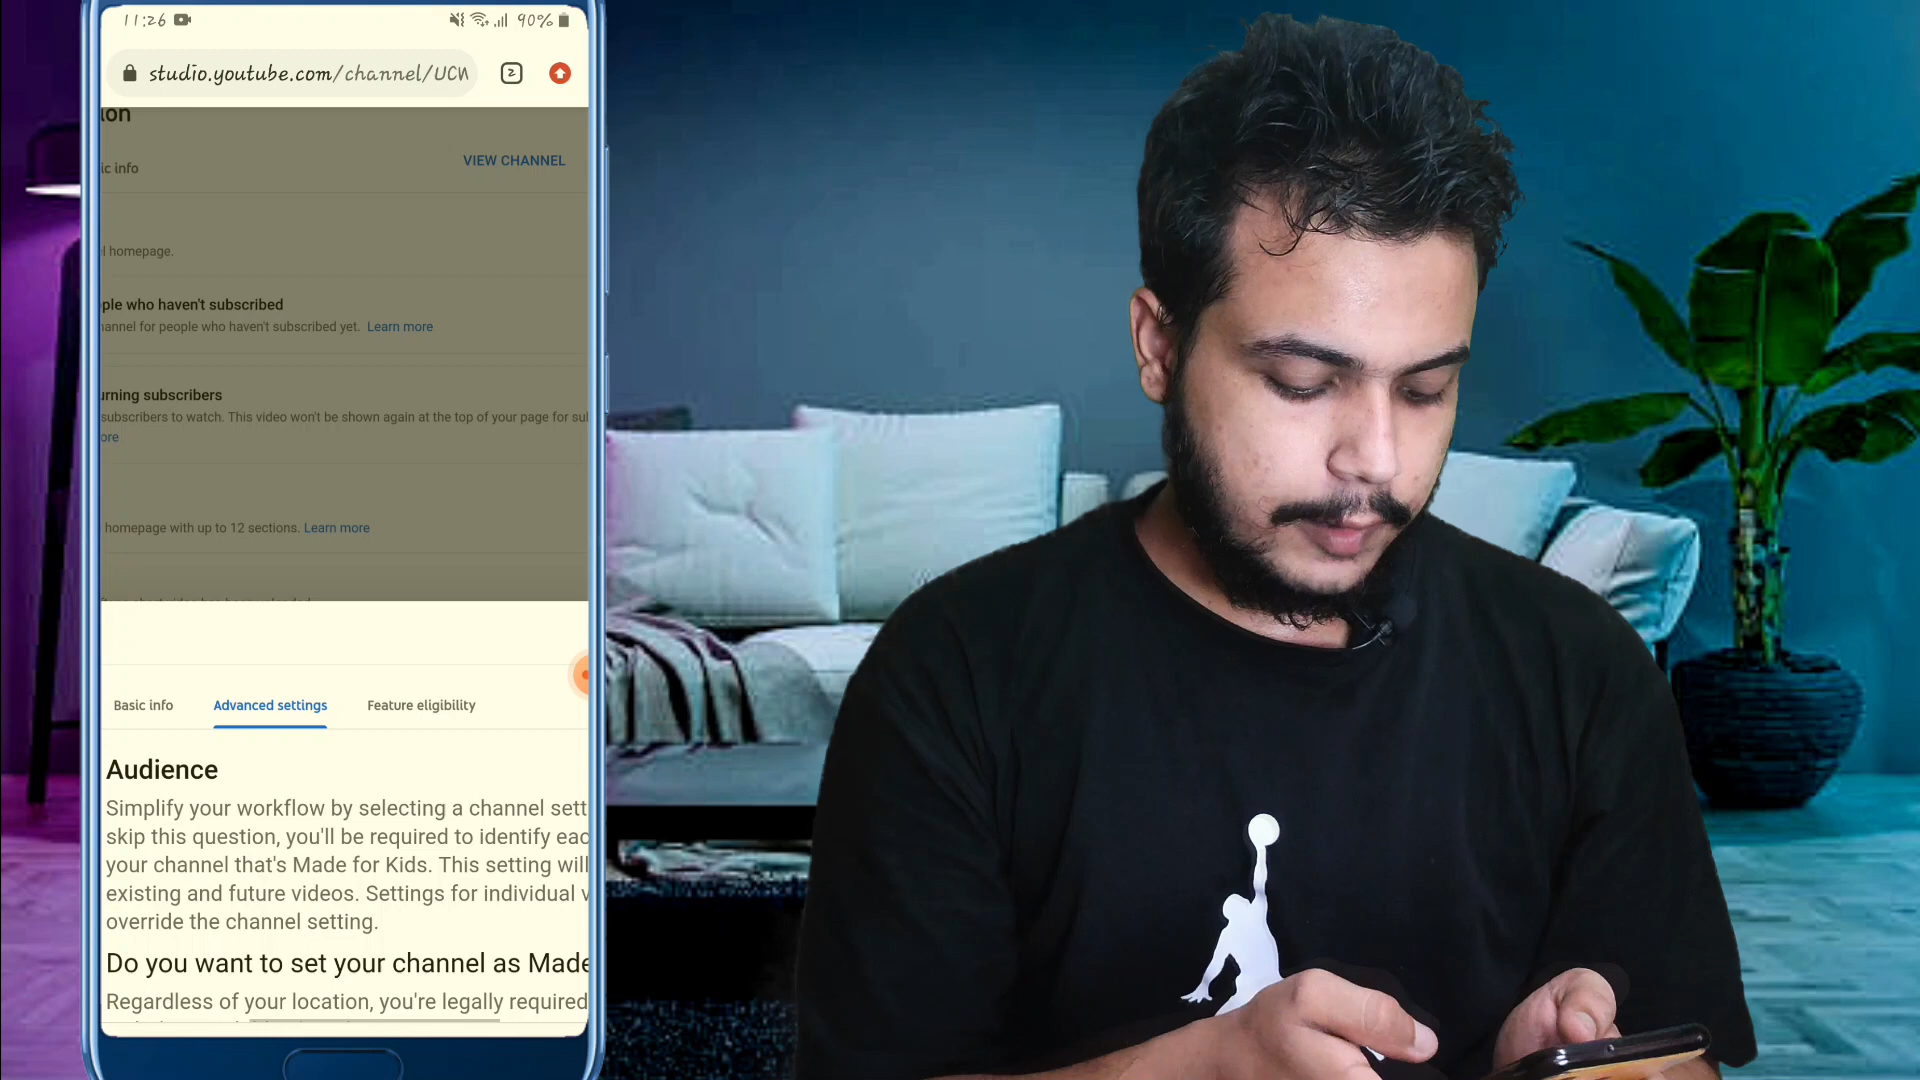 11:26
90%
studio.youtube.com/channel/UCW
2
ion
ic info
VIEW CHANNEL
l homepage.
ple who haven't subscribed
hannel for people who haven't subscribed yet. Learn more
urning subscribers
subscribers to watch. This video won't be shown again at the top of your page for sul
ore
homepage with up to 12 sections. Learn more
Basic info
Advanced settings
Feature eligibility
Audience
Simplify your workflow by selecting a channel sett
skip this question, you'll be required to identify eac
your channel that's Made for Kids. This setting will
existing and future videos. Settings for individual v
override the channel setting.
Do you want to set your channel as Made
Regardless of your location, you're legally required